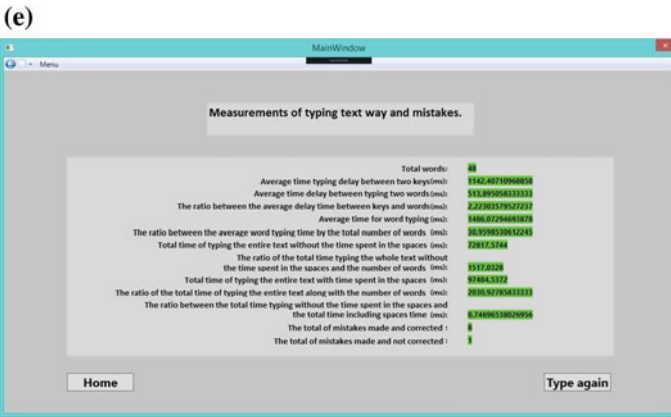 (e)
MainWindow
Menu
Measurements of typing text way and mistakes.
Total words: 48
Average time typing delay between two keys(ms): 1142,40710968858
Average time delay between typing two words(ms): 513,895058333333
The ratio between the average delay time between keys and words(ms): 2,22303579527237
Average time for word typing (ms): 1486,07294693878
The ratio between the average word typing time by the total number of words (ms): 30,9598530612245
Total time of typing the entire text without the time spent in the spaces (ms): 72817,5744
The ratio of the total time typing the whole text without
the time spent in the spaces and the number of words (ms): 1517,0328
Total time of typing the entire text with time spent in the spaces (ms): 97484,5372
The ratio of the total time of typing the entire text along with the number of words (ms): 2030,92785833333
The ratio between the total time typing without the time spent in the spaces and
the total time including spaces time (ms): 0,74696538026956
The total of mistakes made and corrected : 8
The total of mistakes made and not corrected : 1
Home
Type again